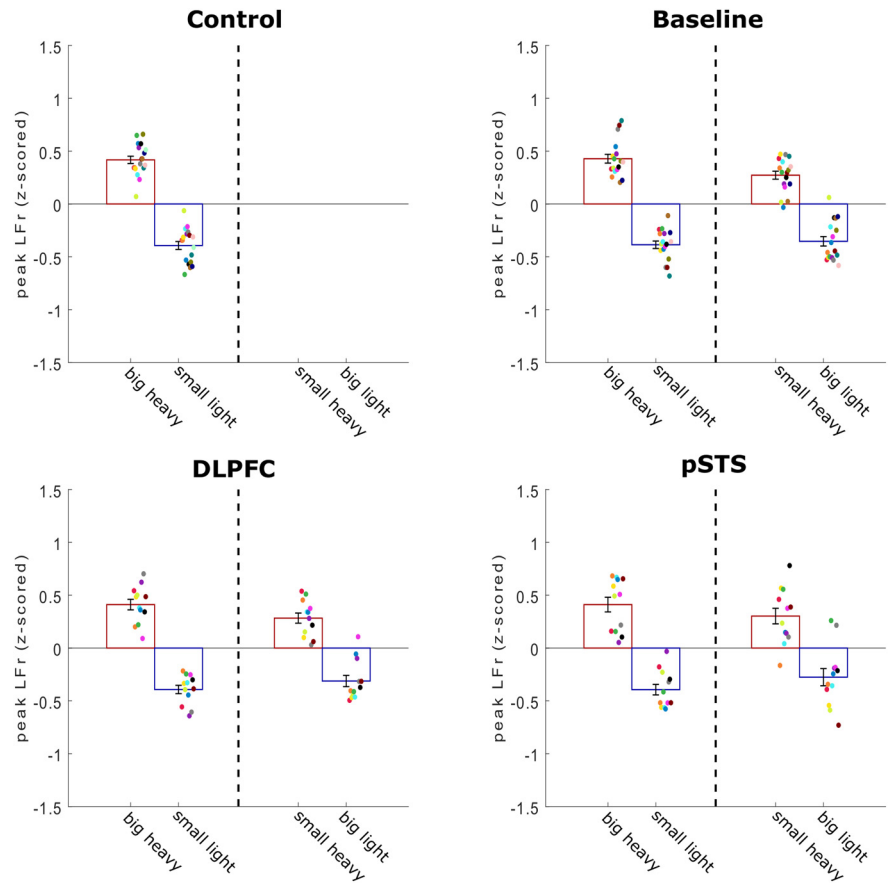 Control
peak LFr (z-scored)
1.5
1
0.5
0
-0.5
-1
-1.5
big heavy
small light
small heavy
big light
Baseline
peak LFr (z-scored)
1.5
1
0.5
0
-0.5
-1
-1.5
big heavy
small light
small heavy
big light
DLPFC
peak LFr (z-scored)
1.5
1
0.5
0
-0.5
-1
-1.5
big heavy
small light
small heavy
big light
pSTS
peak LFr (z-scored)
1.5
1
0.5
0
-0.5
-1
-1.5
big heavy
small light
small heavy
big light